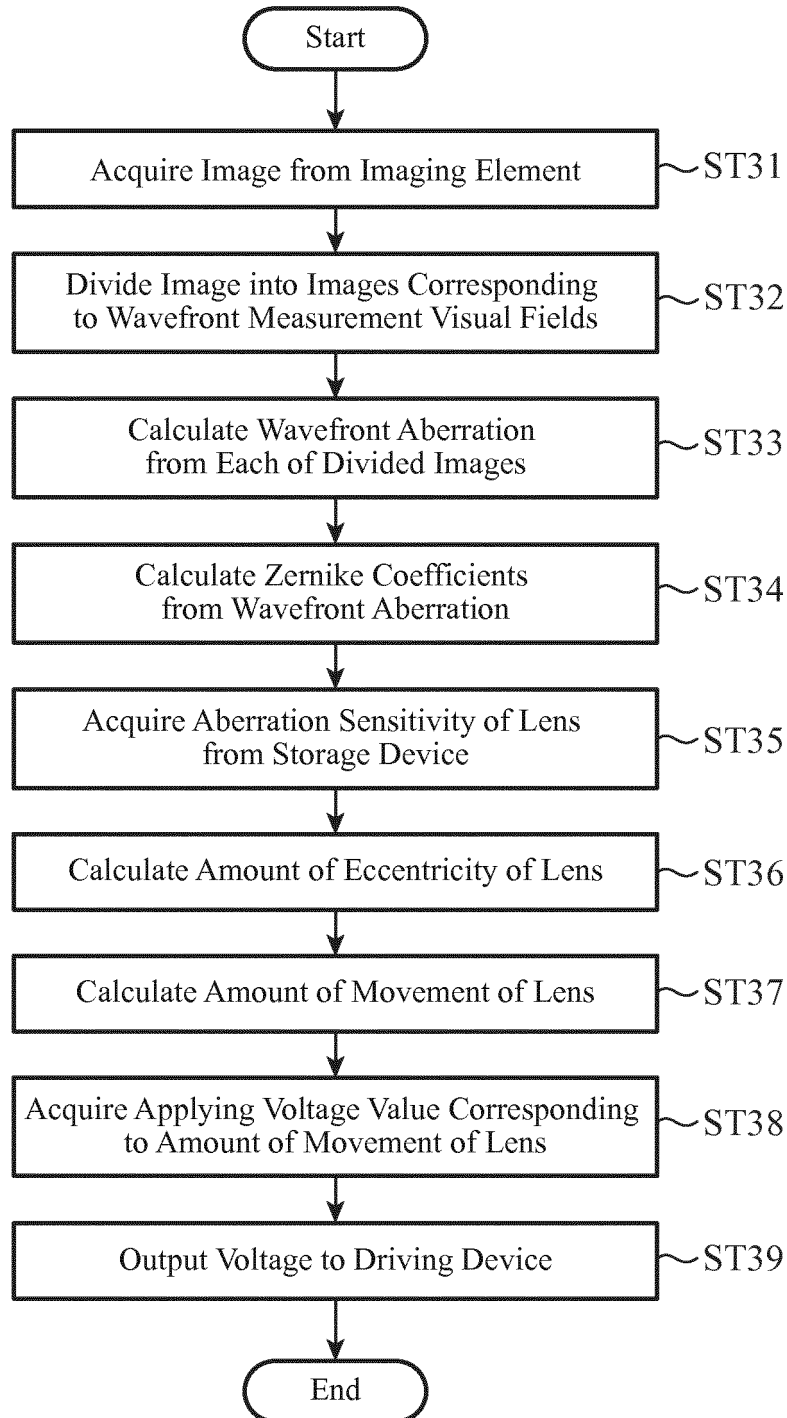 Start
Acquire Image from Imaging Element
ST31
Divide Image into Images Corresponding
to Wavefront Measurement Visual Fields
ST32
Calculate Wavefront Aberration
from Each of Divided Images
ST33
Calculate Zernike Coefficients
from Wavefront Aberration
ST34
Acquire Aberration Sensitivity of Lens
from Storage Device
ST35
Calculate Amount of Eccentricity of Lens
ST36
Calculate Amount of Movement of Lens
ST37
Acquire Applying Voltage Value Corresponding
to Amount of Movement of Lens
ST38
Output Voltage to Driving Device
ST39
End